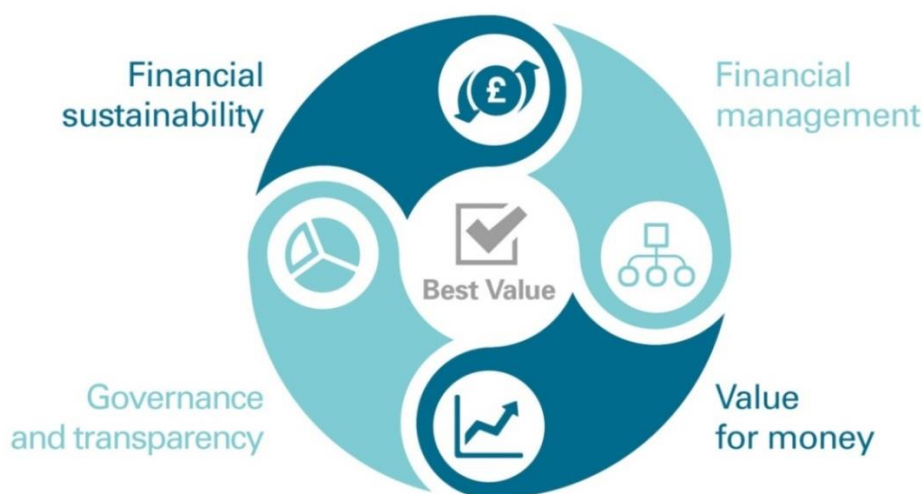 Financial
sustainability
Financial
management
£
Best Value
Governance
and transparency
Value
for money